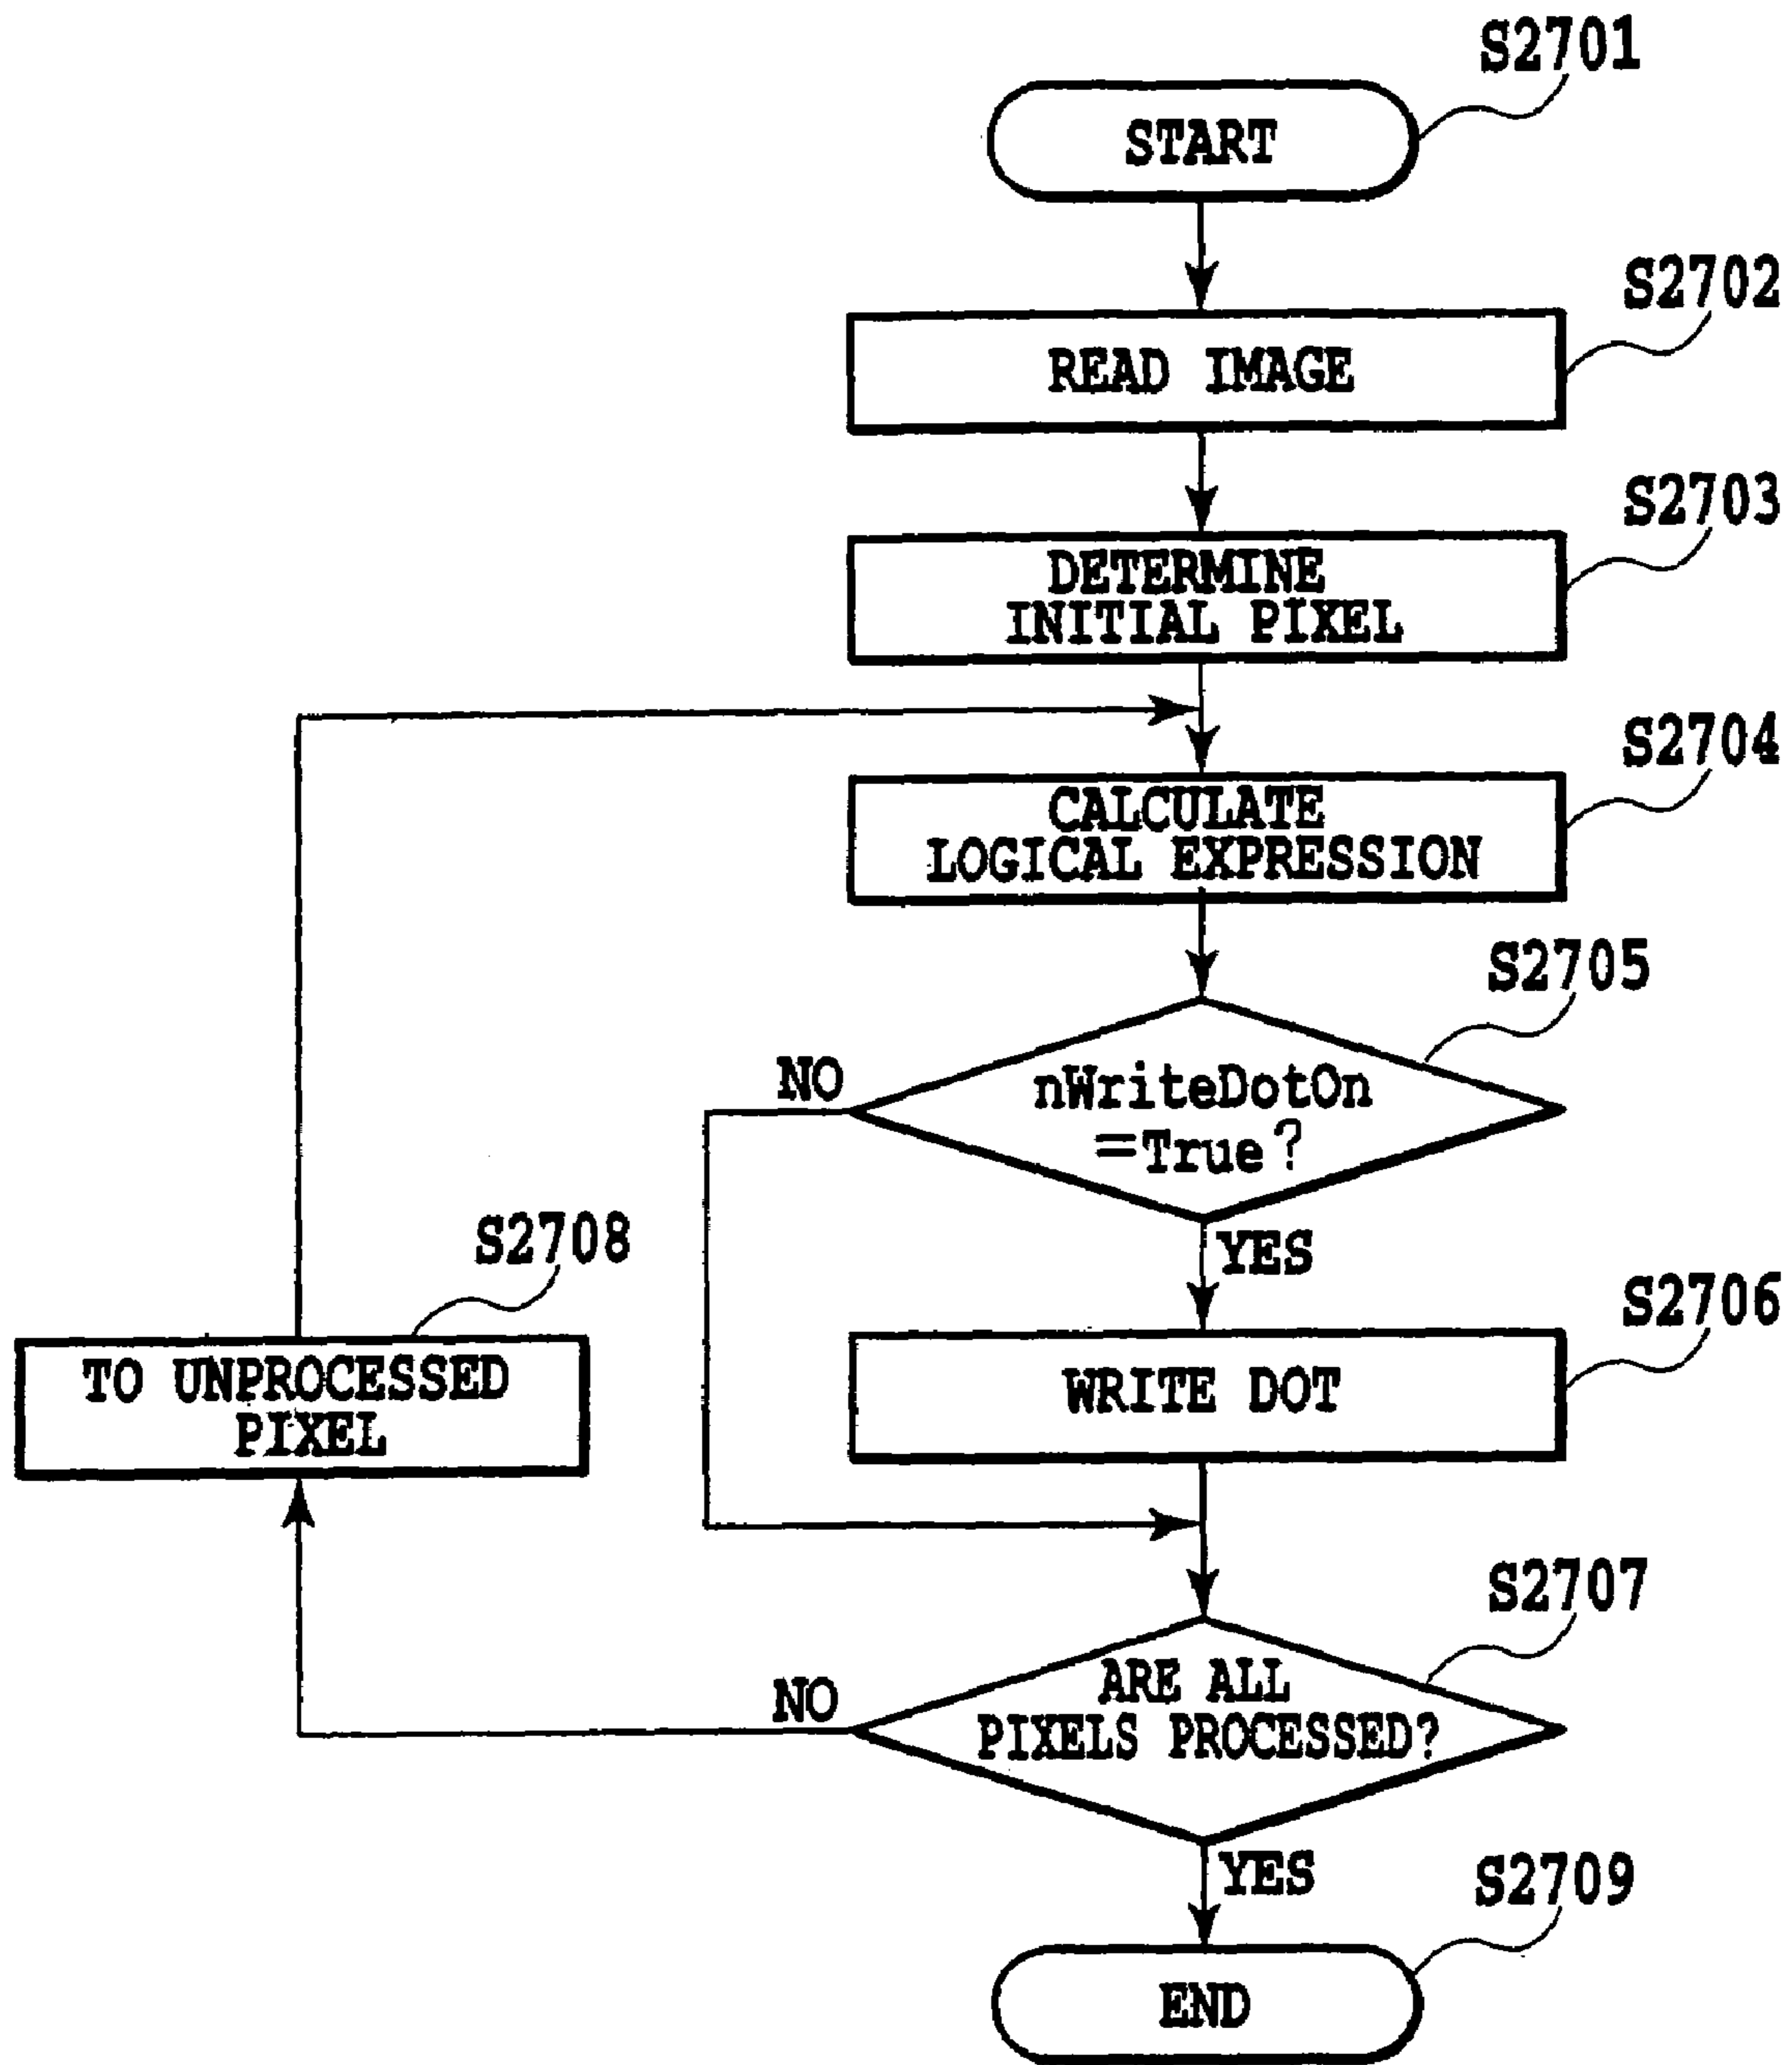 S2701
START
S2702
READ IMAGE
S2703
DETERMINE
INITIAL PIXEL
S2704
CALCULATE
LOGICAL EXPRESSION
S2705
NO
nWriteDotOn
=True?
YES
S2708
TO UNPROCESSED
PIXEL
S2706
WRITE DOT
S2707
NO
ARE ALL
PIXELS PROCESSED?
YES
S2709
END